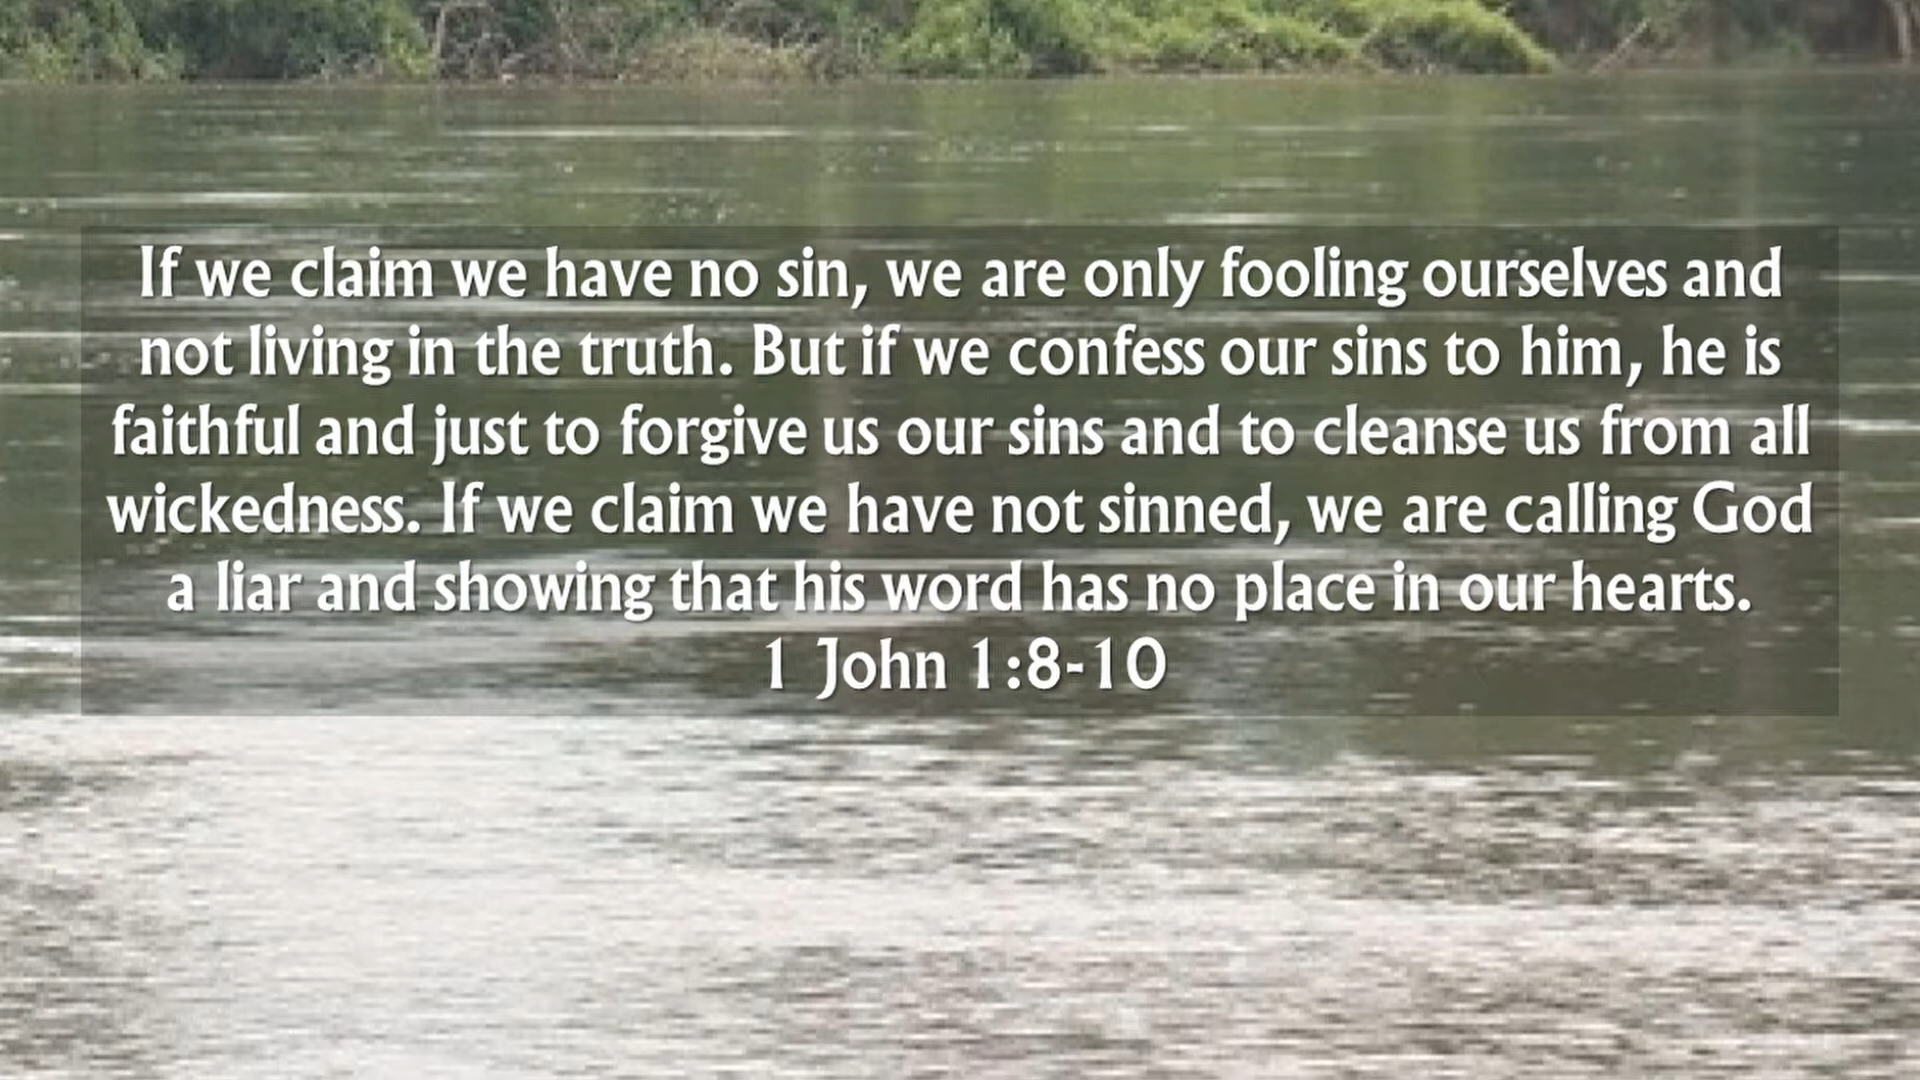 If we claim we have no sin, we are only fooling ourselves and
not living in the truth. But if we confess our sins to him, he is
faithful and just to forgive us our sins and to cleanse us from all
wickedness. If we claim we have not sinned, we are calling God
a liar and showing that his word has no place in our hearts.
1 John 1:8-10